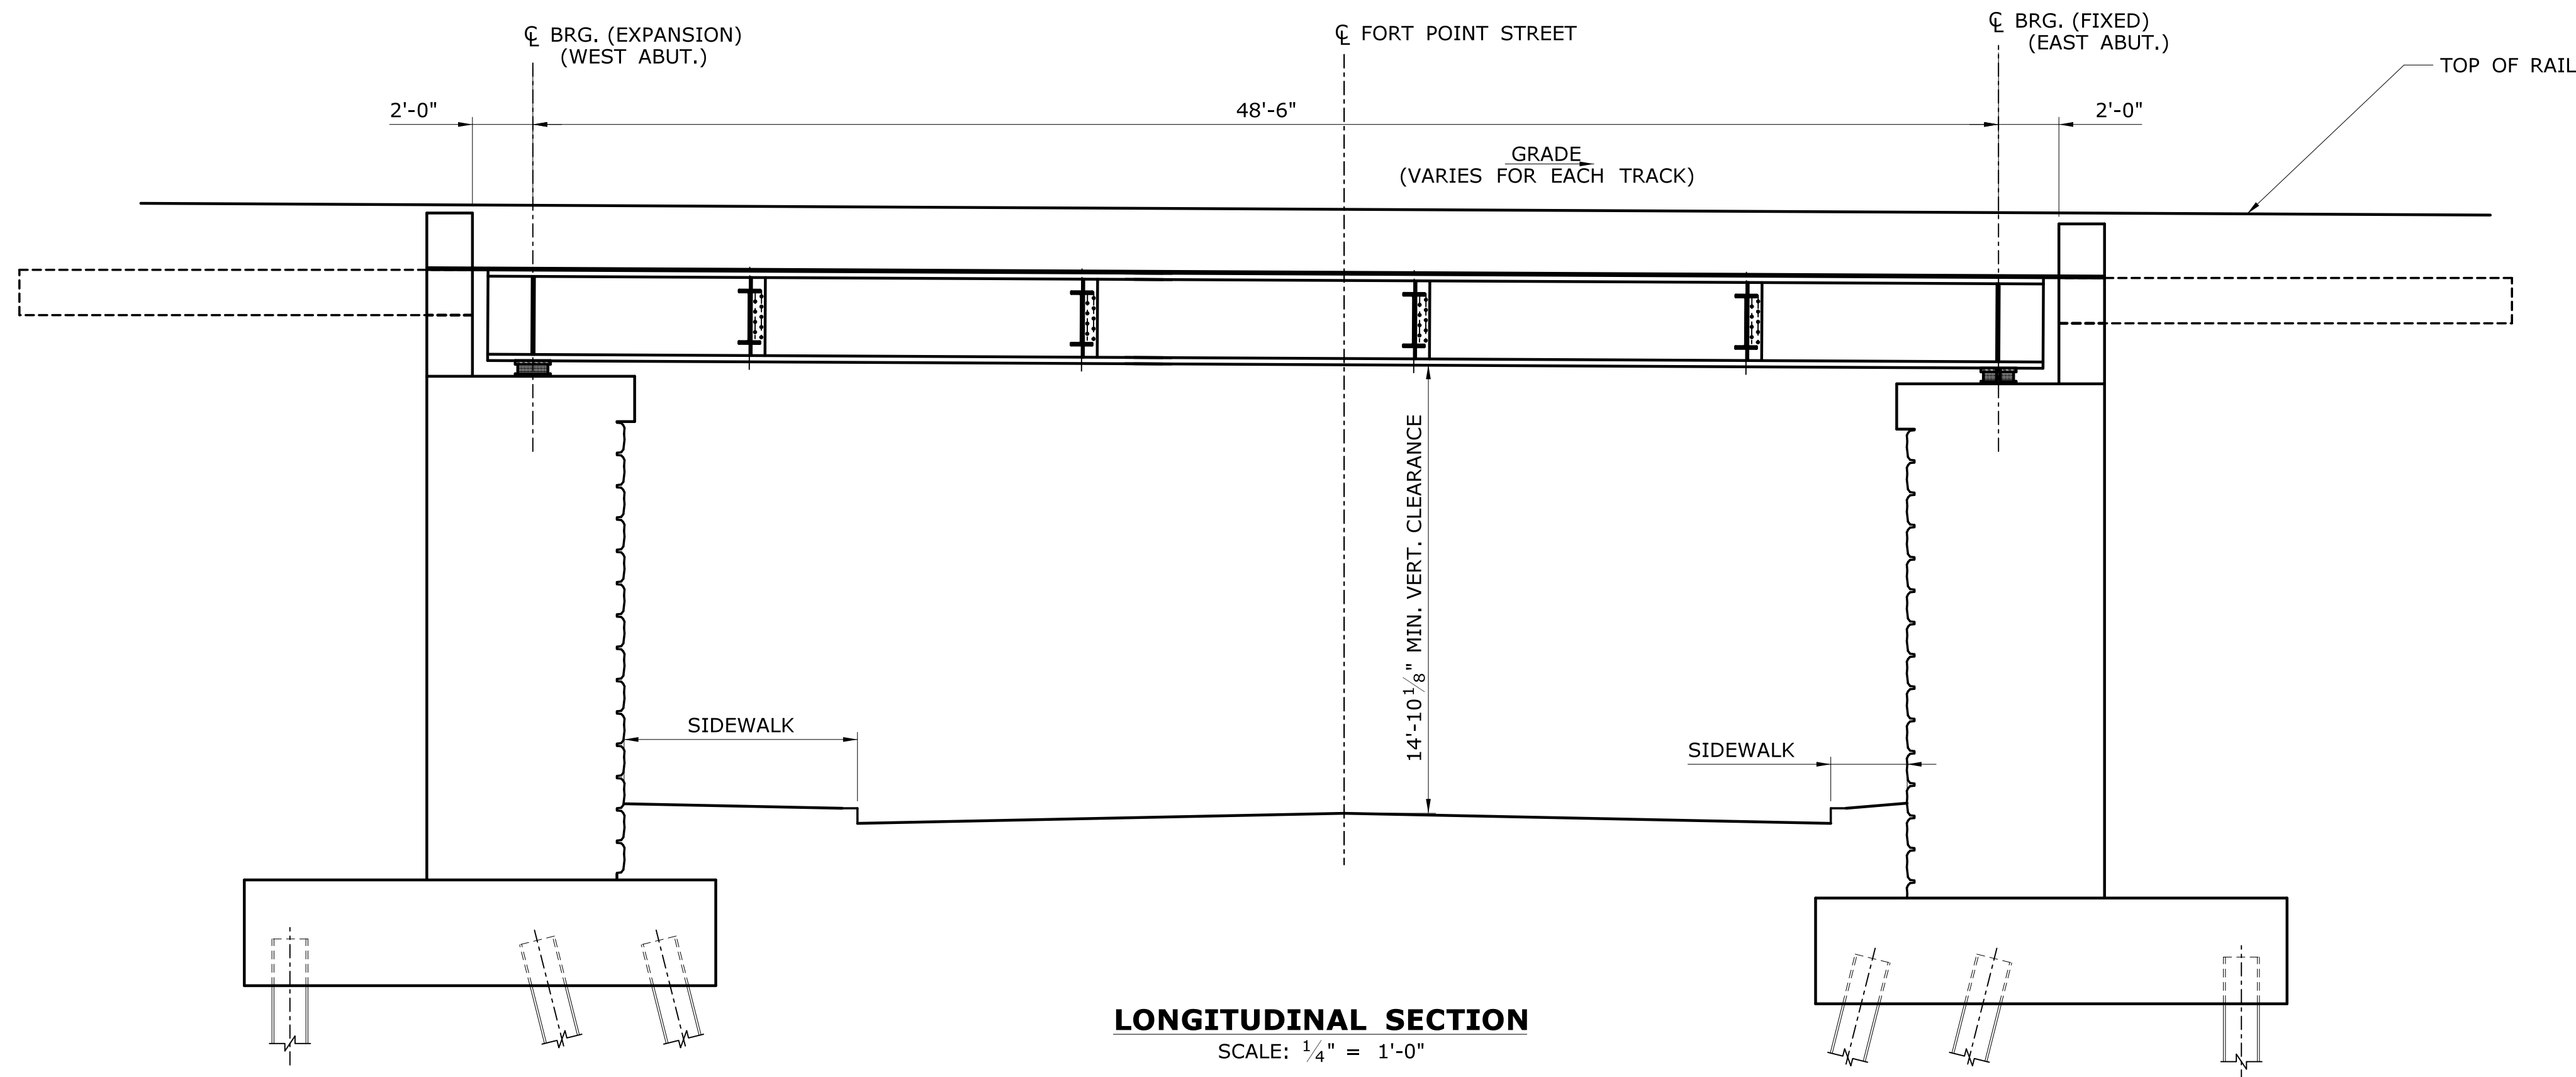 ℄ BRG. (EXPANSION)
(WEST ABUT.)
℄ FORT POINT STREET
℄ BRG. (FIXED)
(EAST ABUT.)
TOP OF RAIL
2'-0"
48'-6"
2'-0"
GRADE
(VARIES FOR EACH TRACK)
14'-10 1/8" MIN. VERT. CLEARANCE
SIDEWALK
SIDEWALK
LONGITUDINAL SECTION
SCALE: 1/4" = 1'-0"